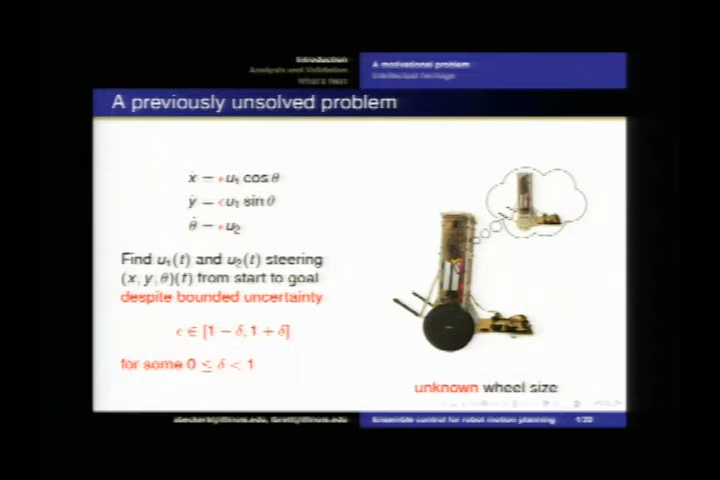 Introduction
Analysis and Validation
What's Next
A motivational problem
Intellectual heritage
A previously unsolved problem
ẋ = ϵu₁ cos θ
ẏ = ϵu₁ sin θ
θ̇ = ϵu₂
Find u₁(t) and u₂(t) steering
(x, y, θ)(t) from start to goal
despite bounded uncertainty
ϵ ∈ [1 − δ, 1 + δ]
for some 0 ≤ δ < 1
unknown wheel size
Ensemble control for robot motion planning
4/20